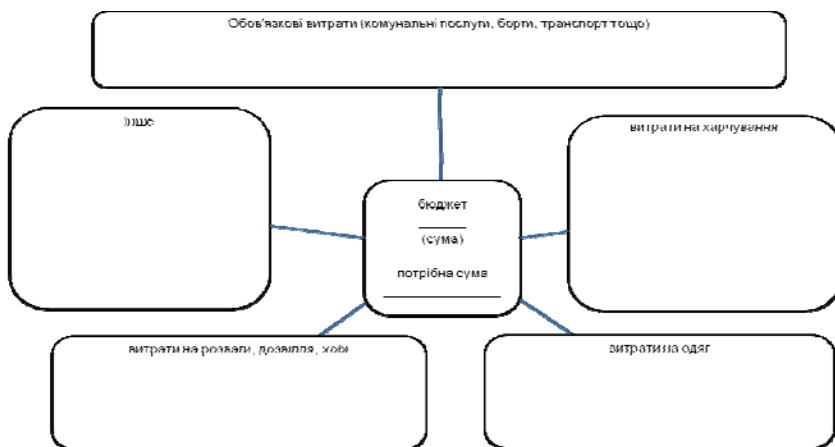 Обов'язкові витрати (комунальні послуги, борги, транспорт тощо)
Інше
витрати на харчування
бюджет
(сума)
потрібна сума
витрати на розваги, дозвілля, хобі
витрати на одяг